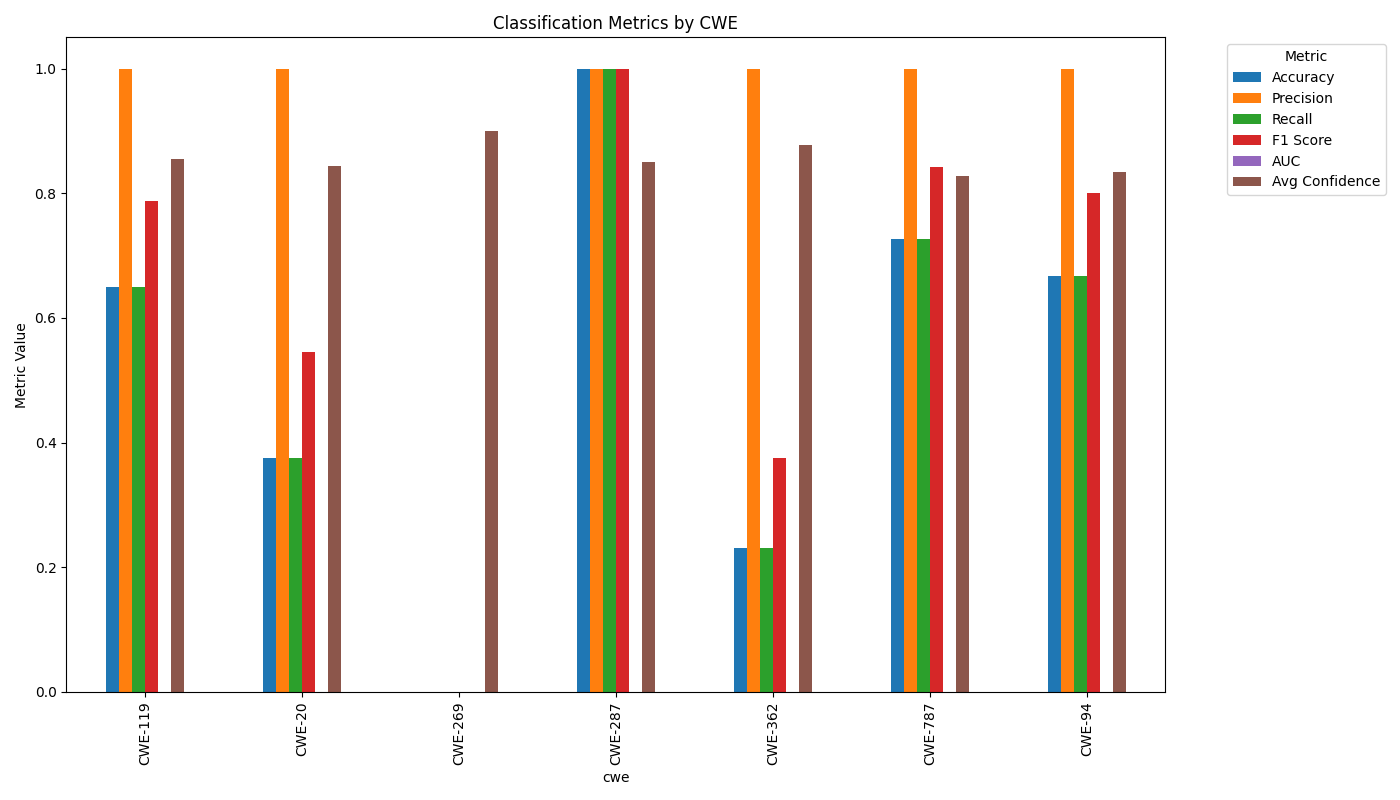 Classification Metrics by CWE
Metric
Accuracy
Precision
Recall
F1 Score
AUC
Avg Confidence
Metric Value
1.0
0.8
0.6
0.4
0.2
0.0
CWE-119
CWE-20
CWE-269
CWE-287
CWE-362
CWE-787
CWE-94
cwe